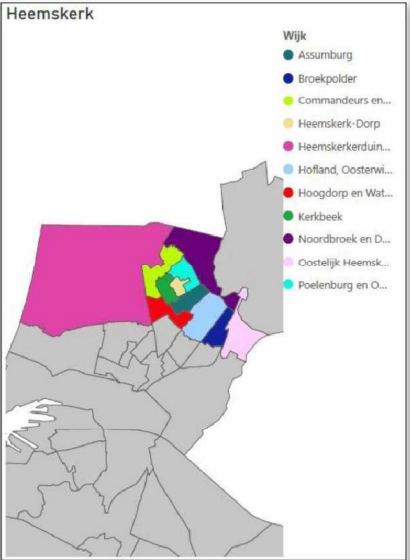 Heemskerk
Wijk
Assumburg
Broekpolder
Commandeurs en...
Heemskerk-Dorp
Heemskerkerduin...
Hofland, Oosterwi...
Hoogdorp en Wat...
Kerkbeek
Noordbroek en D...
Oostelijk Heemsk...
Poelenburg en O...